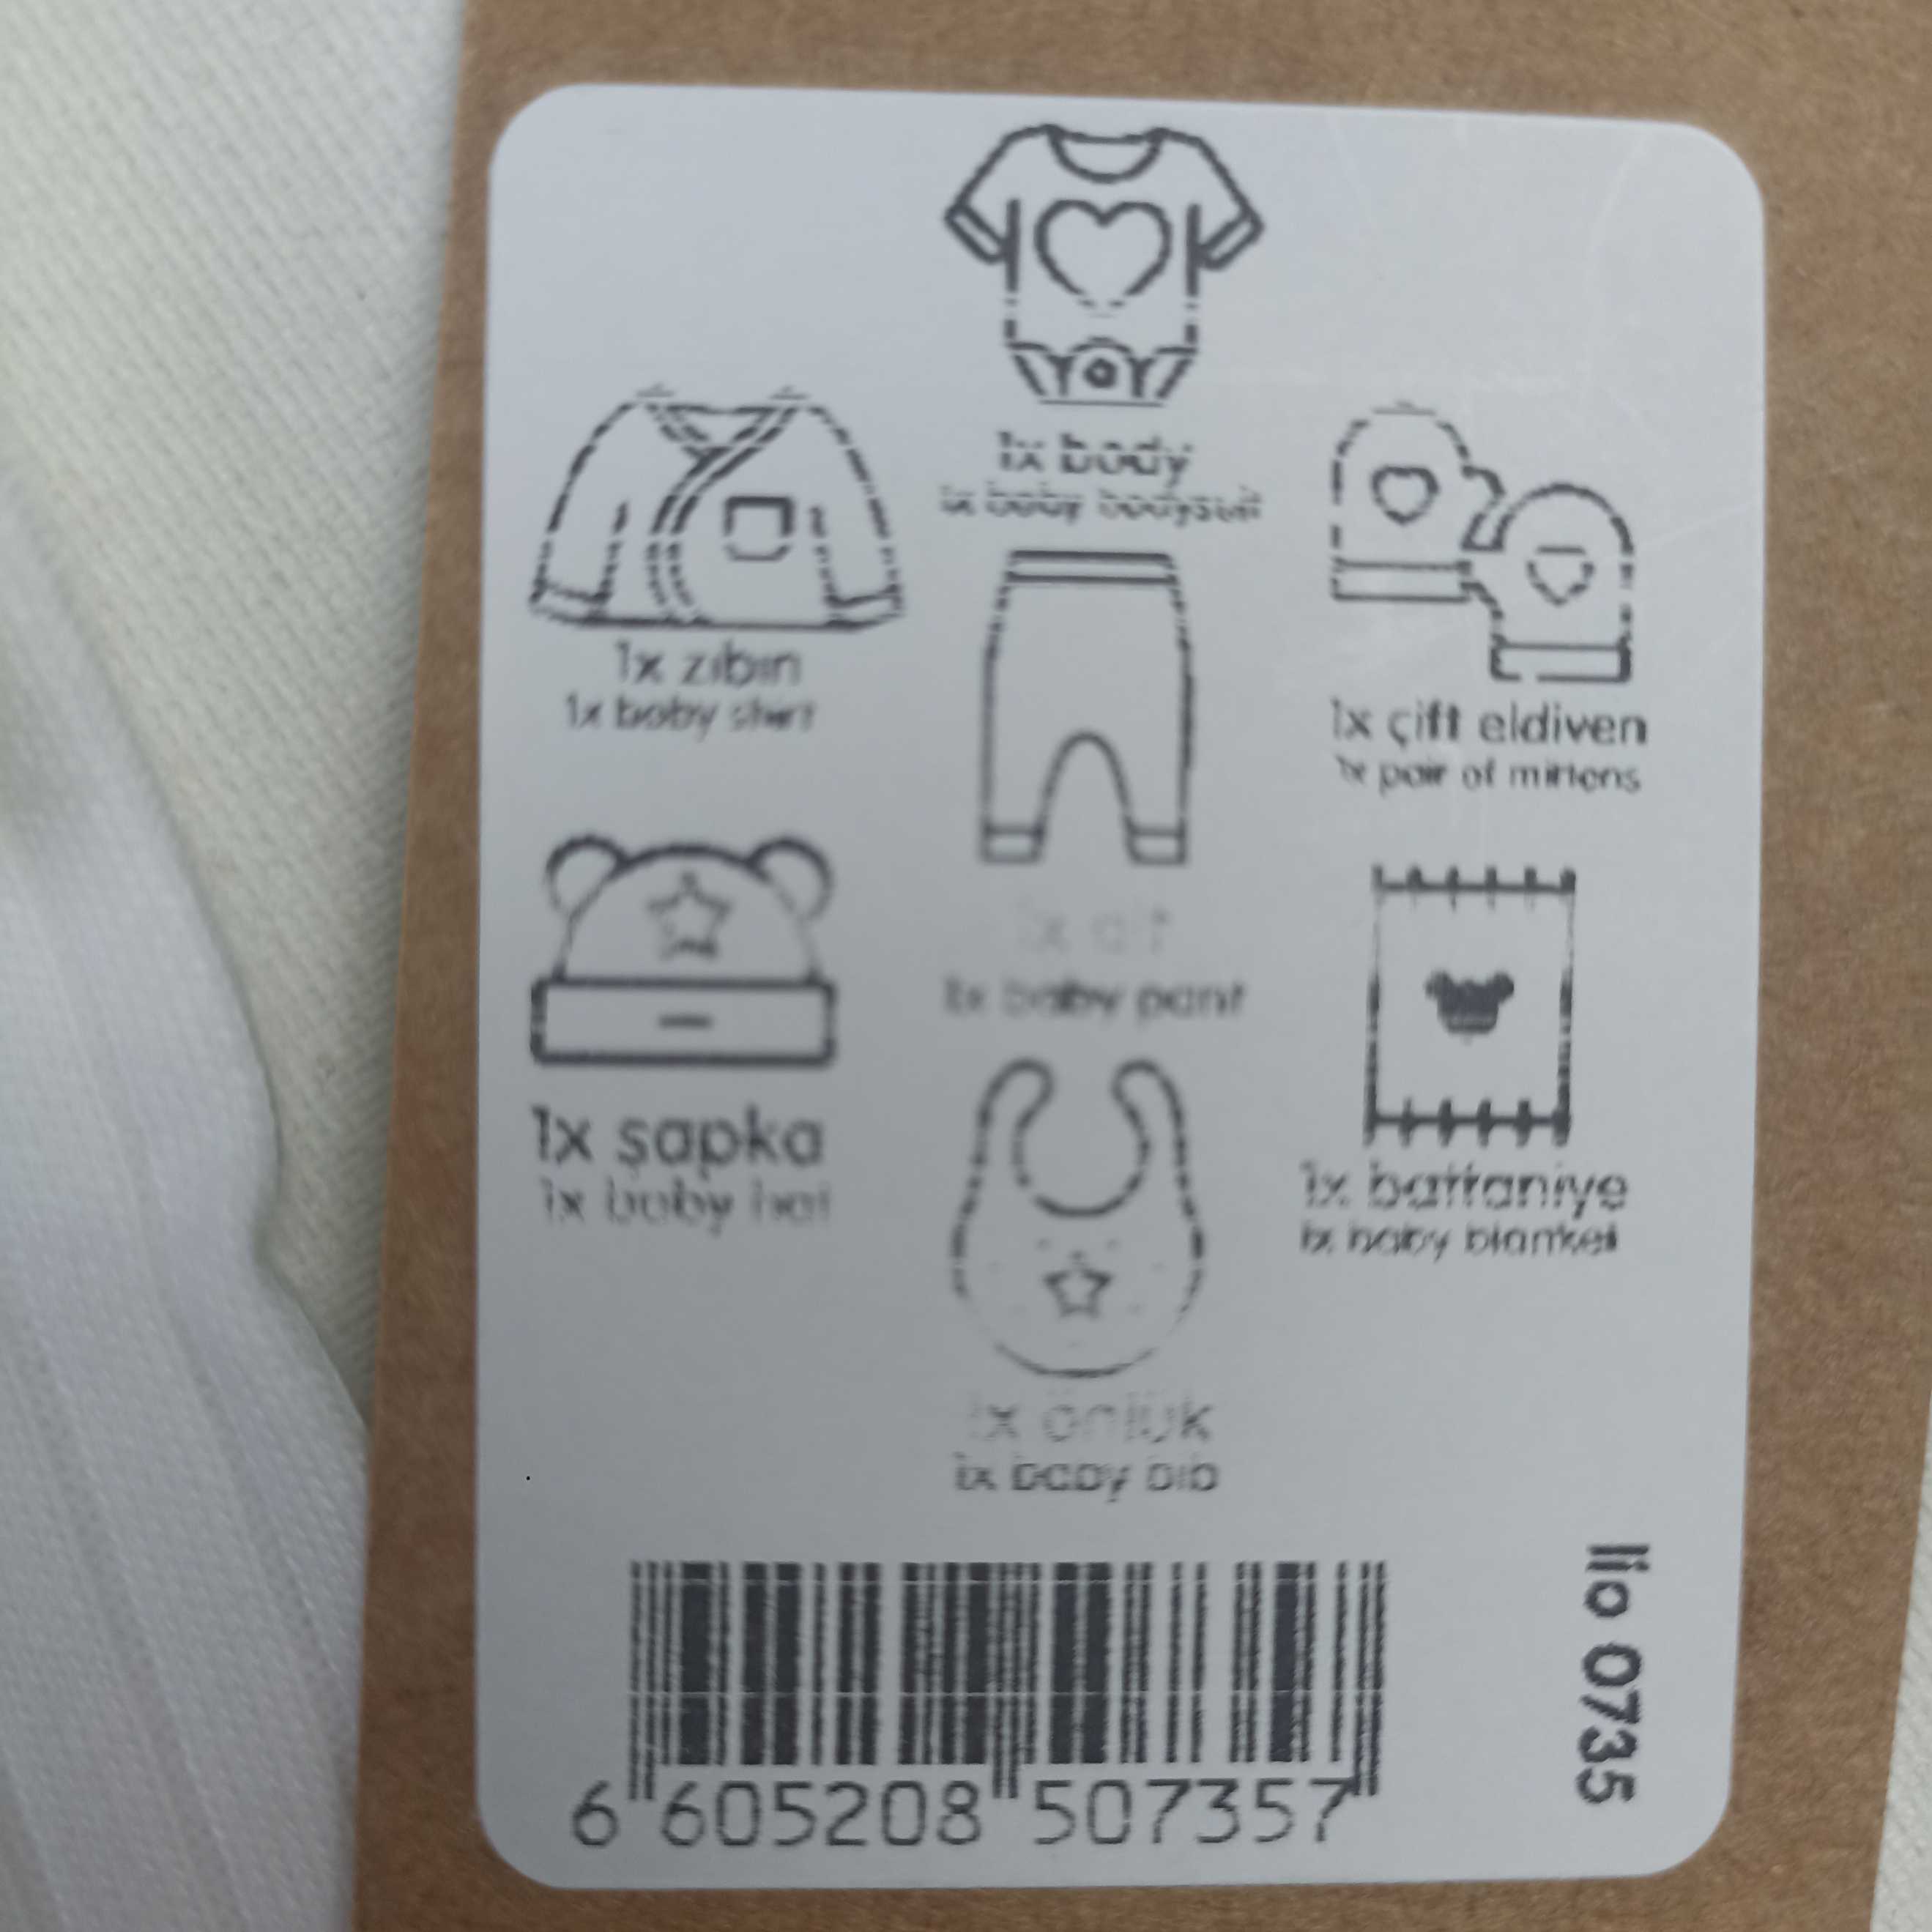 1x body
1x baby bodysuit
1x zıbın
1x baby shirt
1x çift eldiven
1x pair of mittens
1x alt
1x baby pant
1x şapka
1x baby hat
1x battaniye
1x baby blanket
1x önlük
1x baby bib
6 605208 507357
lio 0735